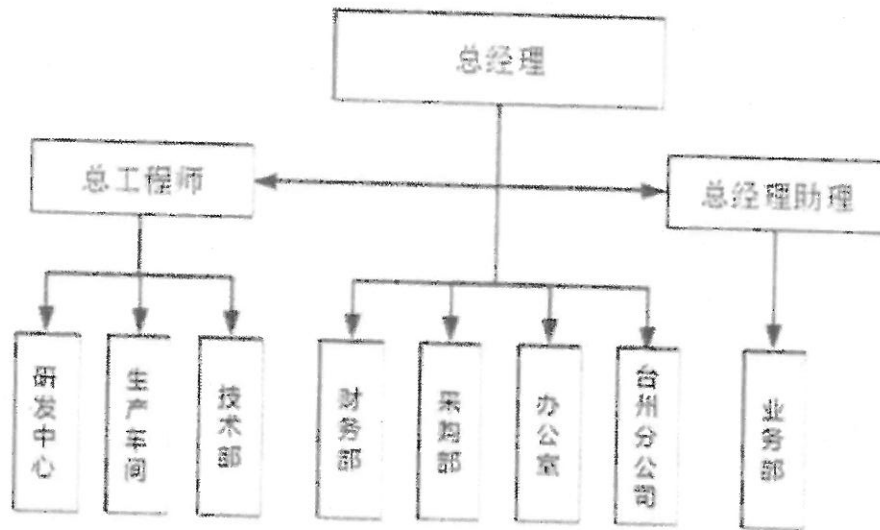 总经理
总工程师
总经理助理
研发中心
生产车间
技术部
财务部
采购部
办公室
台州分公司
业务部